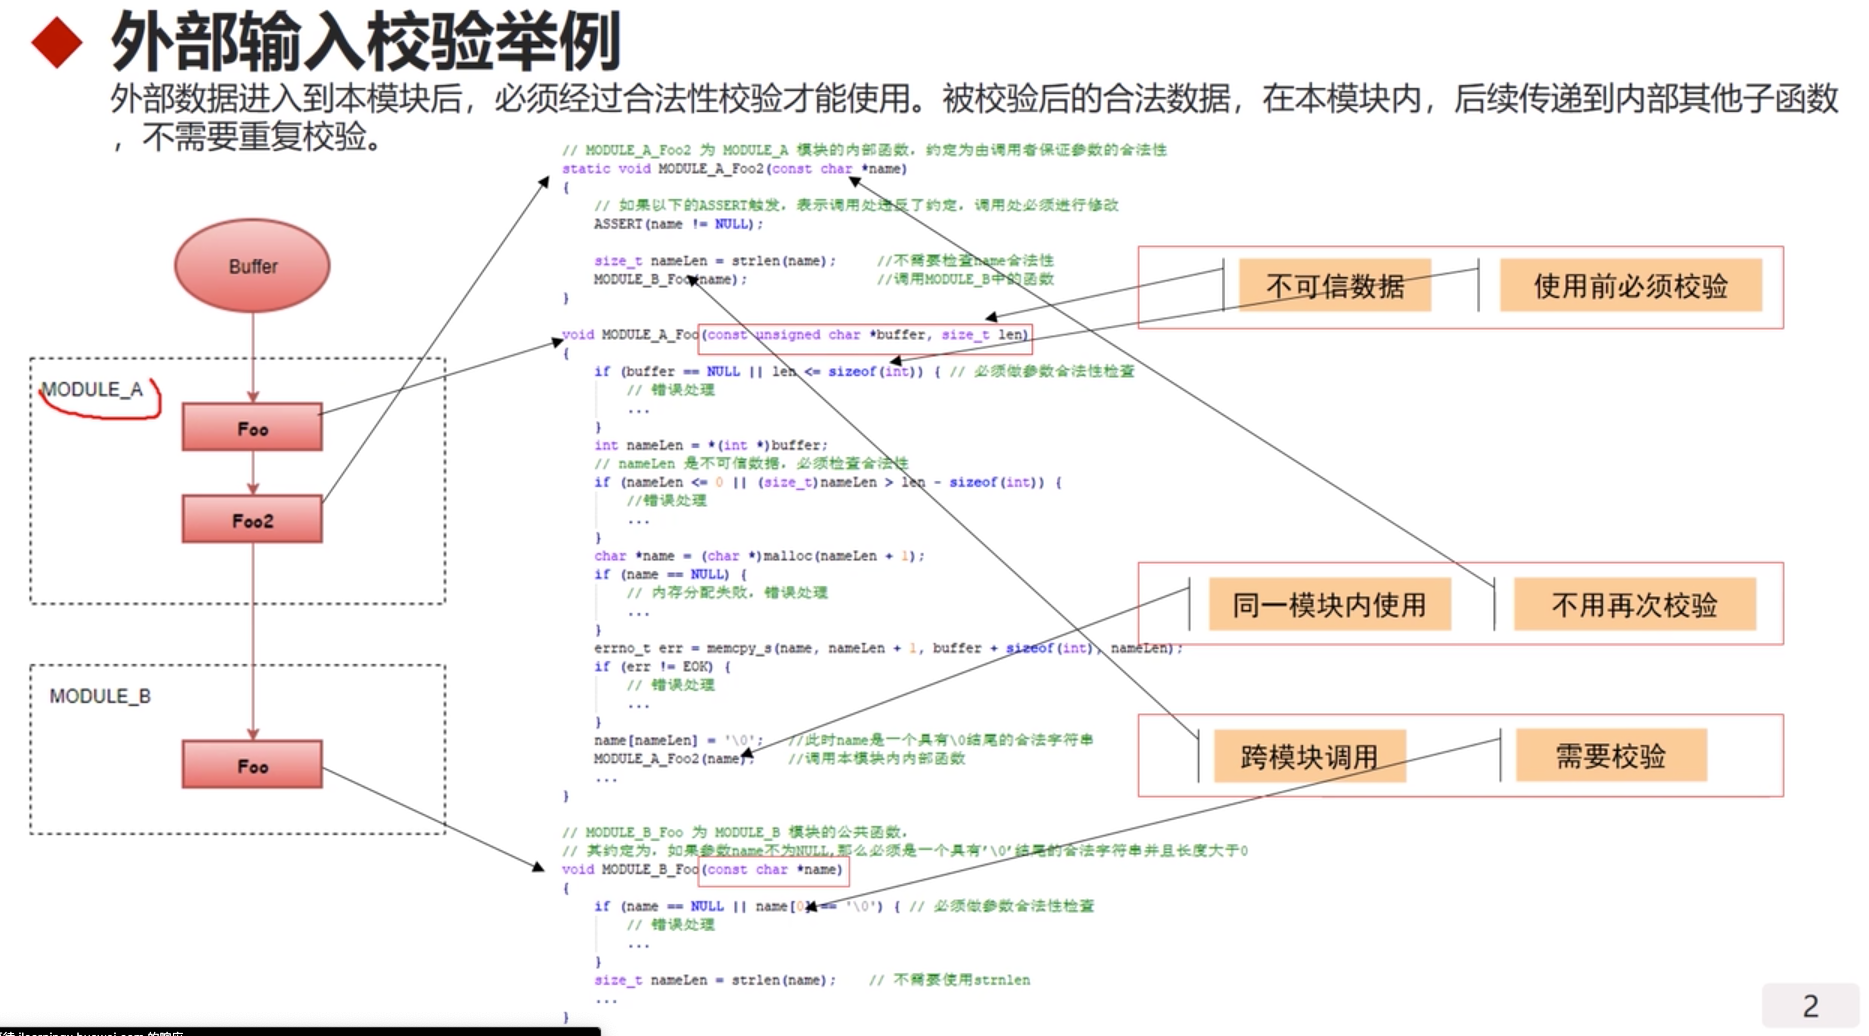 外部输入校验举例
外部数据进入到本模块后，必须经过合法性校验才能使用。被校验后的合法数据，在本模块内，后续传递到内部其他子函数
，不需要重复校验。
Buffer
MODULE_A
Foo
Foo2
MODULE_B
Foo
// MODULE_A_Foo2 为 MODULE_A 模块的内部函数，约定为由调用者保证参数的合法性
static void MODULE_A_Foo2(const char *name)
{
// 如果以下的ASSERT触发，表示调用处违反了约定，调用处必须进行修改
ASSERT(name != NULL);
size_t nameLen = strlen(name); //不需要检查name合法性
MODULE_B_Foo(name); //调用MODULE_B中的函数
}
void MODULE_A_Foo(const unsigned char *buffer, size_t len)
{
if (buffer == NULL || len <= sizeof(int)) { // 必须做参数合法性检查
// 错误处理
...
}
int nameLen = *(int *)buffer;
// nameLen 是不可信数据，必须检查合法性
if (nameLen <= 0 || (size_t)nameLen > len - sizeof(int)) {
//错误处理
...
}
char *name = (char *)malloc(nameLen + 1);
if (name == NULL) {
// 内存分配失败，错误处理
...
}
errno_t err = memcpy_s(name, nameLen + 1, buffer + sizeof(int), nameLen);
if (err != EOK) {
// 错误处理
...
}
name[nameLen] = '\0'; //此时name是一个具有\0结尾的合法字符串
MODULE_A_Foo2(name); //调用本模块内内部函数
...
}
// MODULE_B_Foo 为 MODULE_B 模块的公共函数，
// 其约定为，如果参数name不为NULL,那么必须是一个具有'\0'结尾的合法字符串并且长度大于0
void MODULE_B_Foo(const char *name)
{
if (name == NULL || name[0] == '\0') { // 必须做参数合法性检查
// 错误处理
...
}
size_t nameLen = strlen(name); // 不需要使用strnlen
...
}
不可信数据
使用前必须校验
同一模块内使用
不用再次校验
跨模块调用
需要校验
2